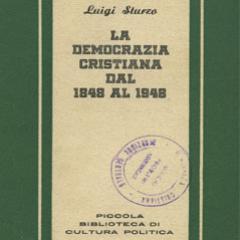 Luigi Sturzo
LA
DEMOCRAZIA
CRISTIANA
DAL
1848 AL 1948
PICCOLA
BIBLIOTECA DI
CULTURA POLITICA